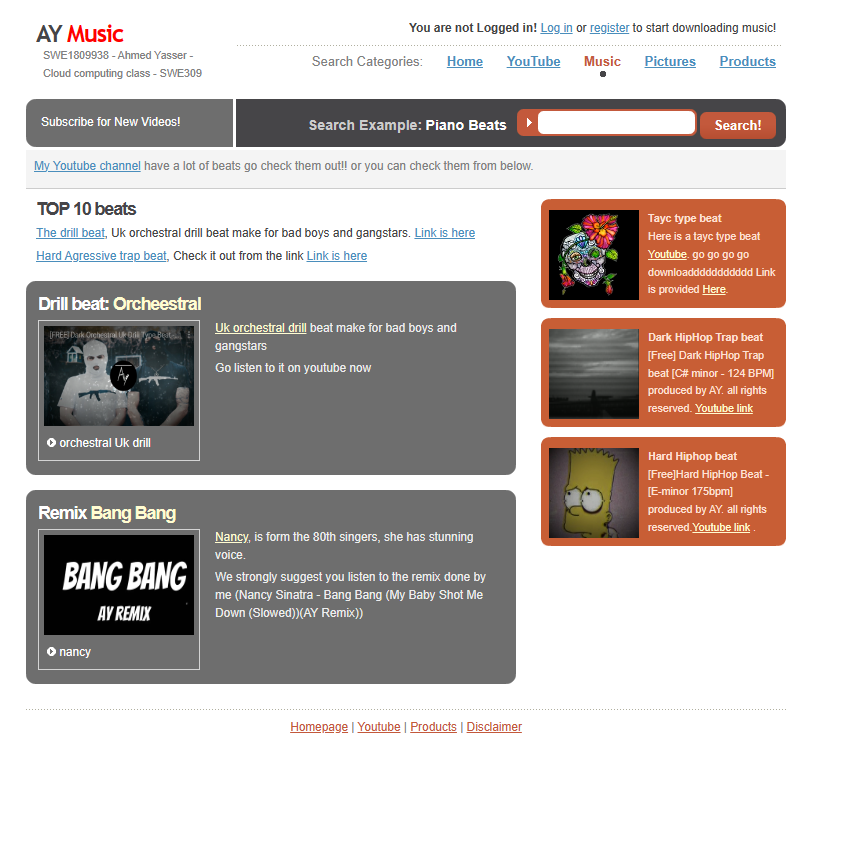 AY Music
SWE1809938 - Ahmed Yasser -
Cloud computing class - SWE309
You are not Logged in! Log in or register to start downloading music!
Search Categories: Home YouTube Music Pictures Products
Subscribe for New Videos!
Search Example: Piano Beats Search!
My Youtube channel have a lot of beats go check them out!! or you can check them from below.
TOP 10 beats
The drill beat, Uk orchestral drill beat make for bad boys and gangstars. Link is here
Hard Agressive trap beat, Check it out from the link Link is here
Drill beat: Orcheestral
[FREE] Dark Orchestral Uk Drill Type Beat
AY
orchestral Uk drill
Uk orchestral drill beat make for bad boys and
gangstars
Go listen to it on youtube now
Remix Bang Bang
BANG BANG
AY REMIX
nancy
Nancy, is form the 80th singers, she has stunning
voice.
We strongly suggest you listen to the remix done by
me (Nancy Sinatra - Bang Bang (My Baby Shot Me
Down (Slowed))(AY Remix))
Tayc type beat
Here is a tayc type beat
Youtube. go go go go
downloaddddddddddd Link
is provided Here.
Dark HipHop Trap beat
[Free] Dark HipHop Trap
beat [C# minor - 124 BPM]
produced by AY. all rights
reserved. Youtube link
Hard Hiphop beat
[Free]Hard HipHop Beat -
[E-minor 175bpm]
produced by AY. all rights
reserved.Youtube link .
Homepage | Youtube | Products | Disclaimer